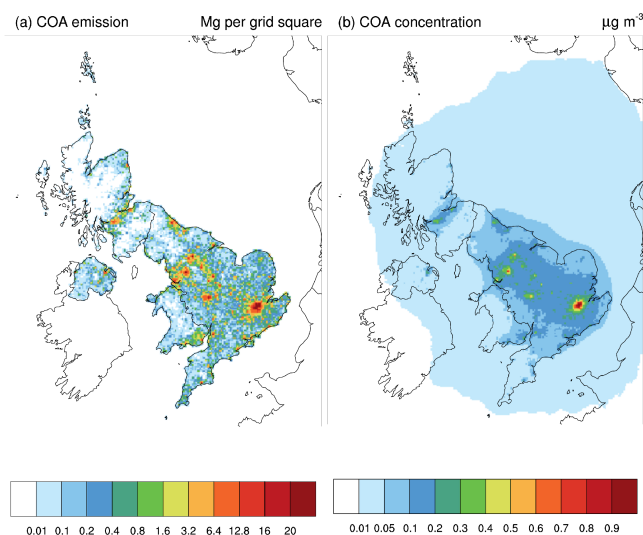 (a) COA emission Mg per grid square
(b) COA concentration µg m-3
0.01 0.1 0.2 0.4 0.8 1.6 3.2 6.4 12.8 16 20
0.01 0.05 0.1 0.2 0.3 0.4 0.5 0.6 0.7 0.8 0.9